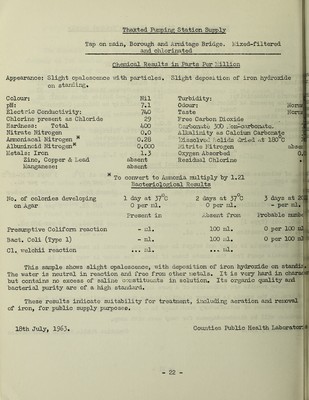 Thaxted Pumping Station Supply
Tap on main, Borough and Armitage Bridge. Mixed-filtered
and chlorinated
Chemical Results in Parts Per Million
Appearance: Slight opalescence with particles. Slight deposition of iron hydroxide
on standing.
Colour; Nil Turbidity:
pH: 7.1 Odour:
Electric Conductivity: 740 Taste
Chlorine present as Chloride 29 Free Carbon Dioxide
Hardness: Total 400 Carbonate 300 Non-carbonate.
Nitrate Nitrogen 0.0 Alkalinity as Calcium Carbonate
Ammoniacal Nitrogen * 0.28 Dissolved solids dried at 180°C
Albuminoid Nitrogen* 0.000 Nitrite Nitrogen
Metals: Iron 1.3 Oxygen Absorbed
Zinc, Copper & Lead absent Residual Chlorine
Manganese: absent
* To convert to Ammonia multiply by 1.21
Bacteriological Results
No. of colonies developing 1 day at 37°C 2 days at 37°C 3 days at
on Agar 0 per ml. 0 per ml. - per ml.
Present in Absent from Probable
Presumptive Coliform reaction - ml. 100 ml. 0 per 100
Bact. Coli (Type 1) - ml. 100 ml. 0 per 100
Cl. welchii reaction ... ml. ... ml.
This sample shows slight opalescence, with deposition of iron hydroxide on
The water is neutral in reaction and free from other metals. It is very hard in
but contains no excess of saline constituents in solution. Its organic quality and
bacterial purity are of a high standard.
These results indicate suitability for treatment, including aeration and removal
of iron, for public supply purposes.
18th July, 1963. Counties Public Health
- 22 -